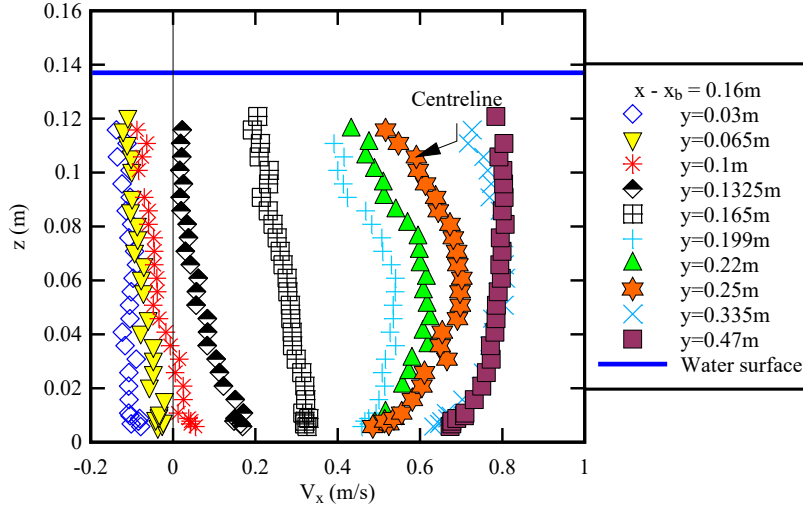 0.16
0.14
0.12
0.1
0.08
0.06
0.04
0.02
0
z (m)
-0.2 0 0.2 0.4 0.6 0.8 1
V_x (m/s)
Centreline
x - x_b = 0.16m
y=0.03m
y=0.065m
y=0.1m
y=0.1325m
y=0.165m
y=0.199m
y=0.22m
y=0.25m
y=0.335m
y=0.47m
Water surface